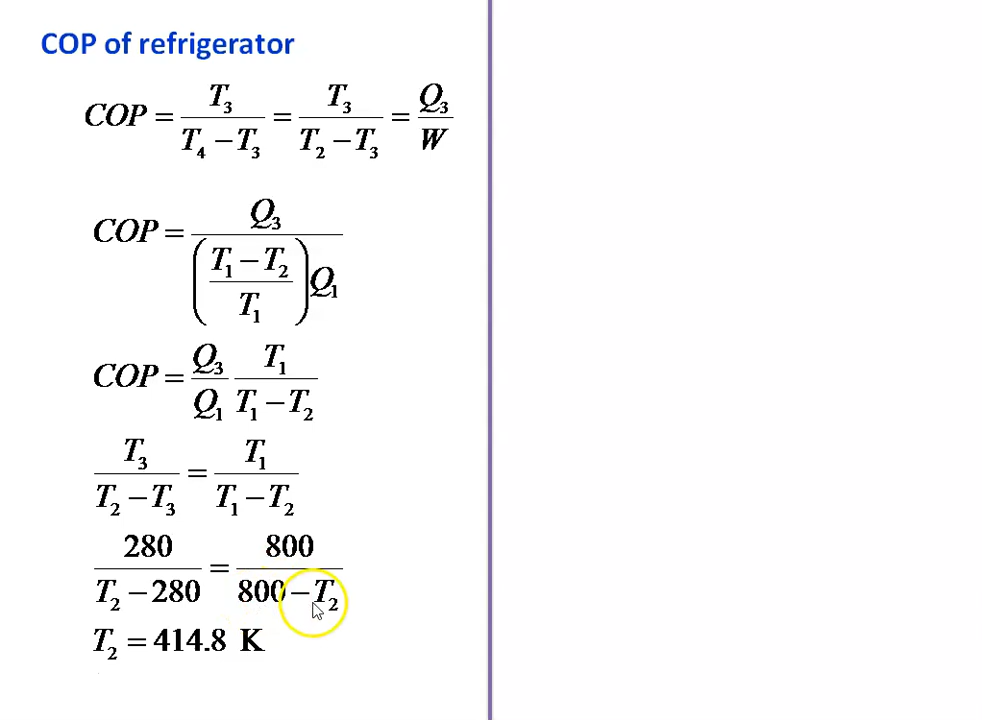 COP of refrigerator
COP = T₃ / (T₄ − T₃) = T₃ / (T₂ − T₃) = Q₃ / W
COP = Q₃ / (((T₁ − T₂) / T₁) Q₁)
COP = (Q₃ / Q₁) (T₁ / (T₁ − T₂))
T₃ / (T₂ − T₃) = T₁ / (T₁ − T₂)
280 / (T₂ − 280) = 800 / (800 − T₂)
T₂ = 414.8 K